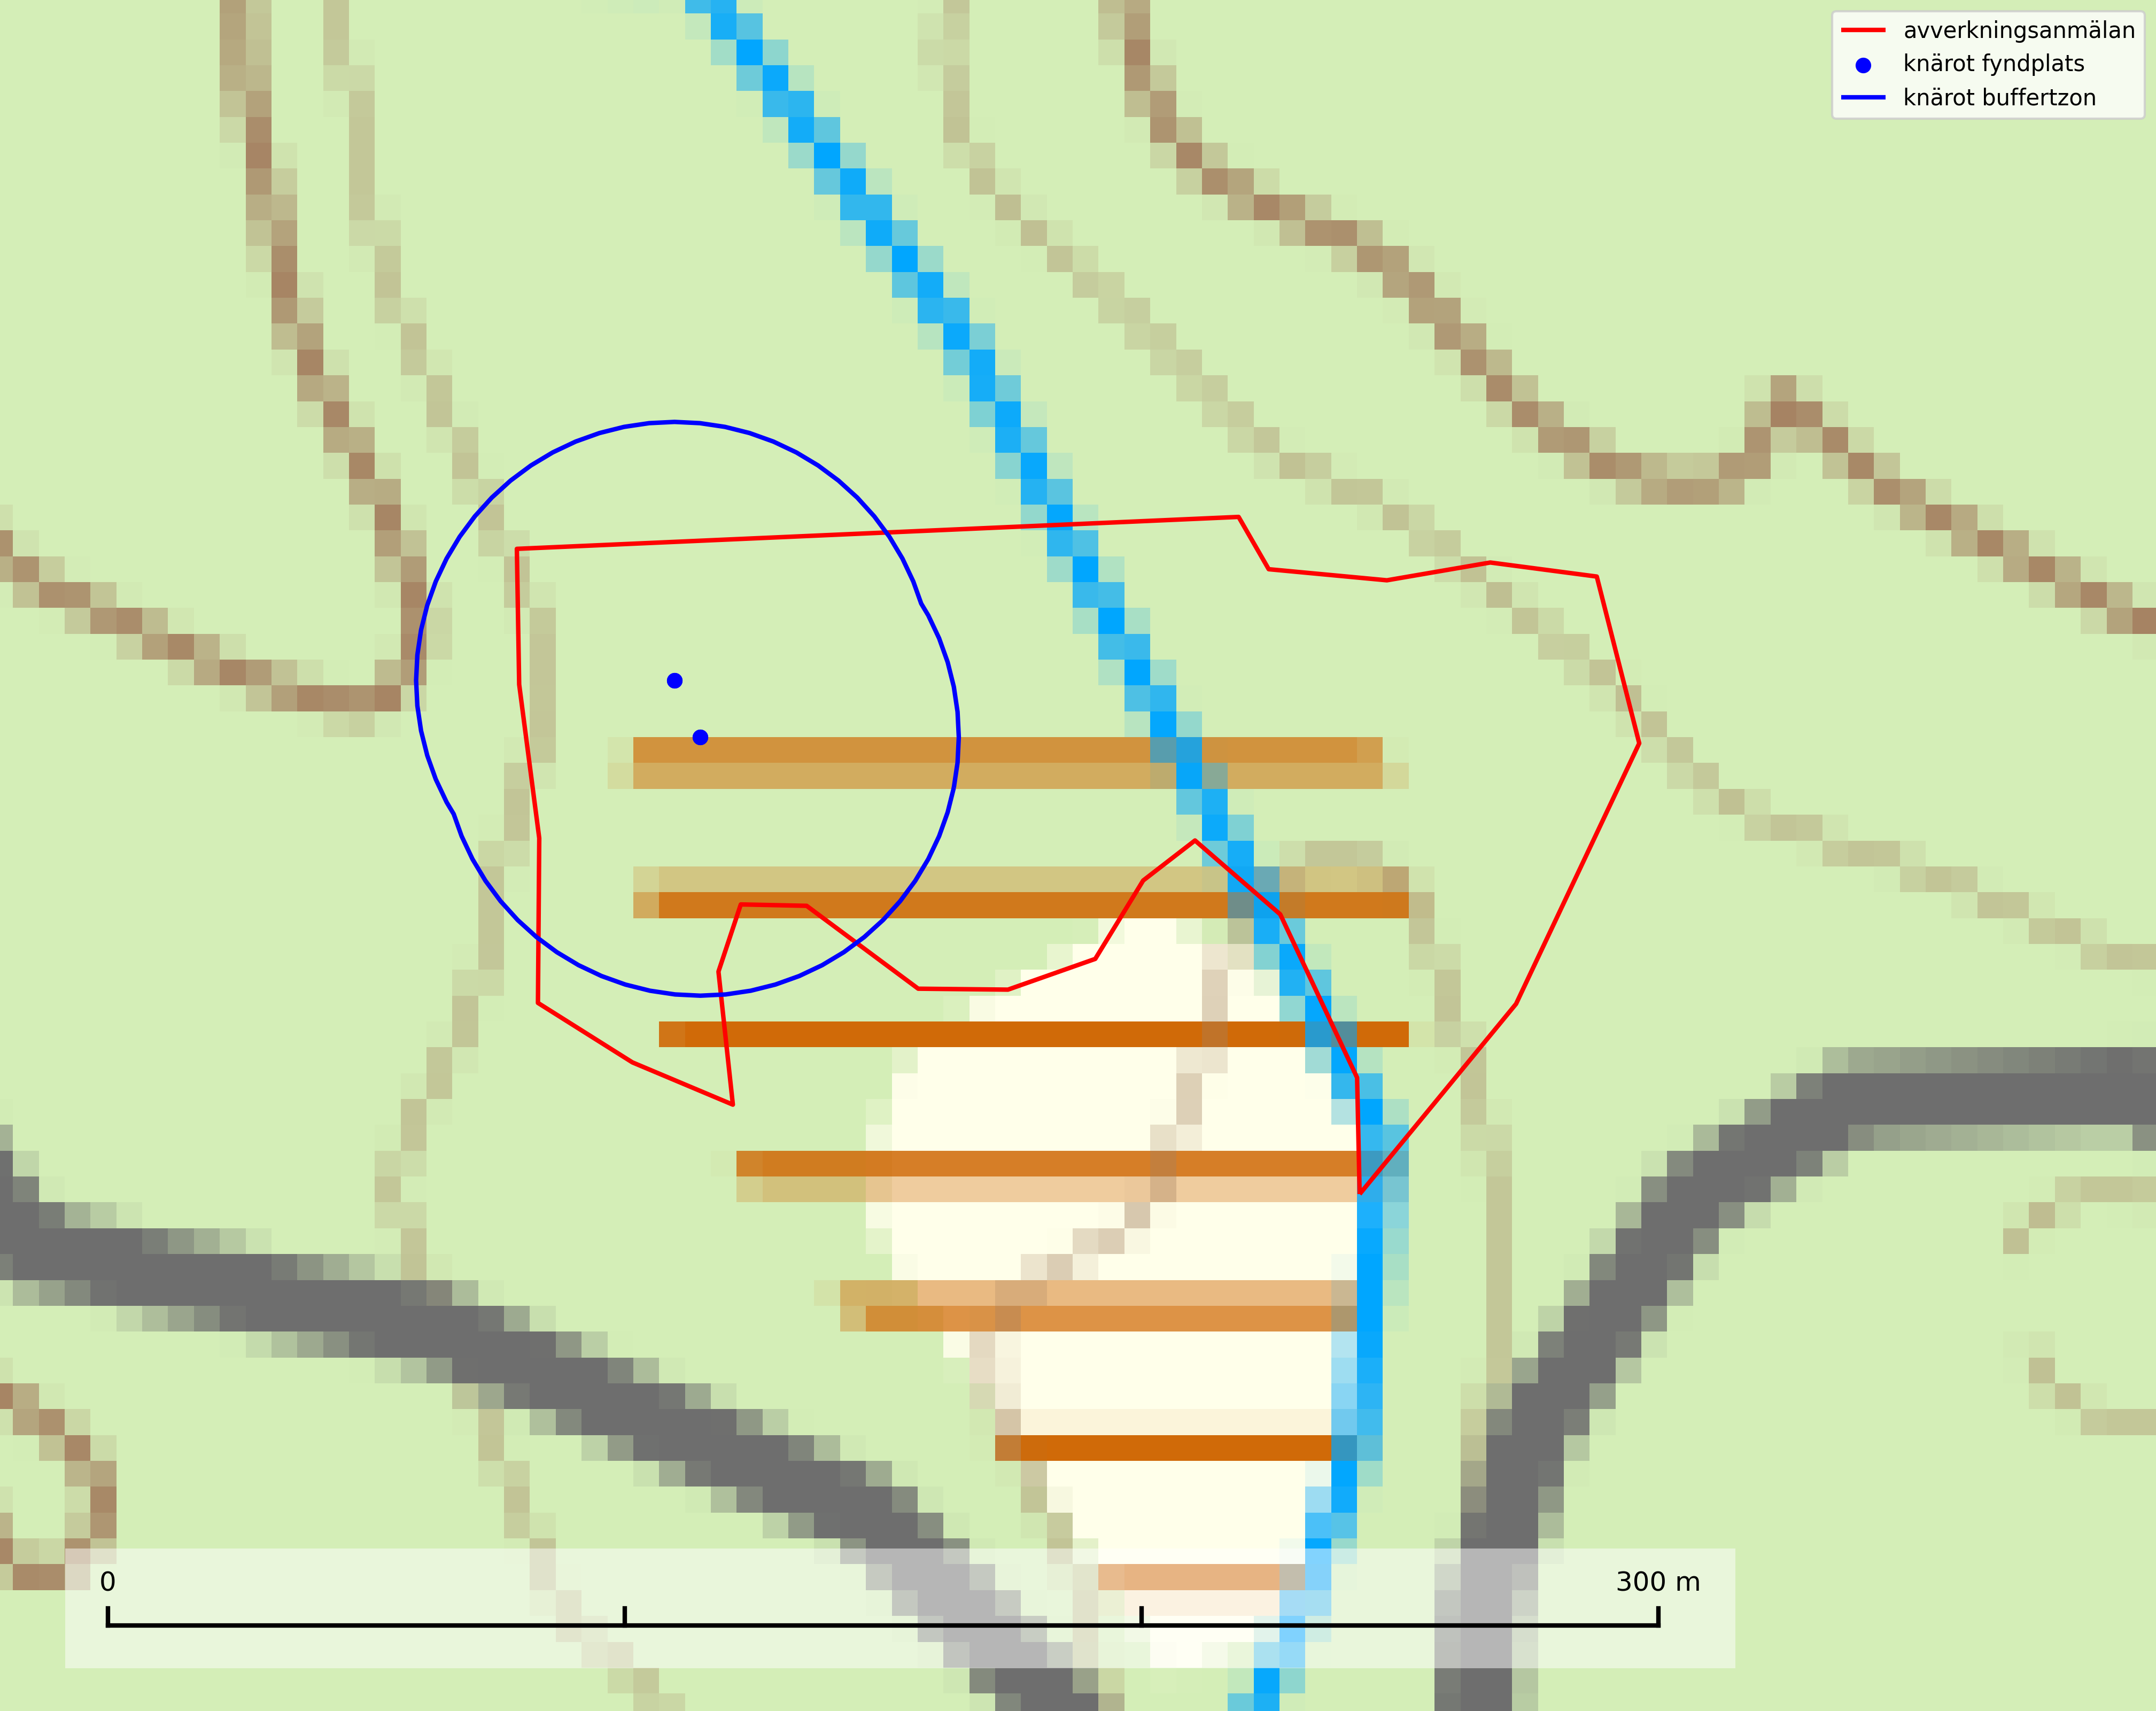 avverkningsanmälan
knärot fyndplats
knärot buffertzon
0
300 m